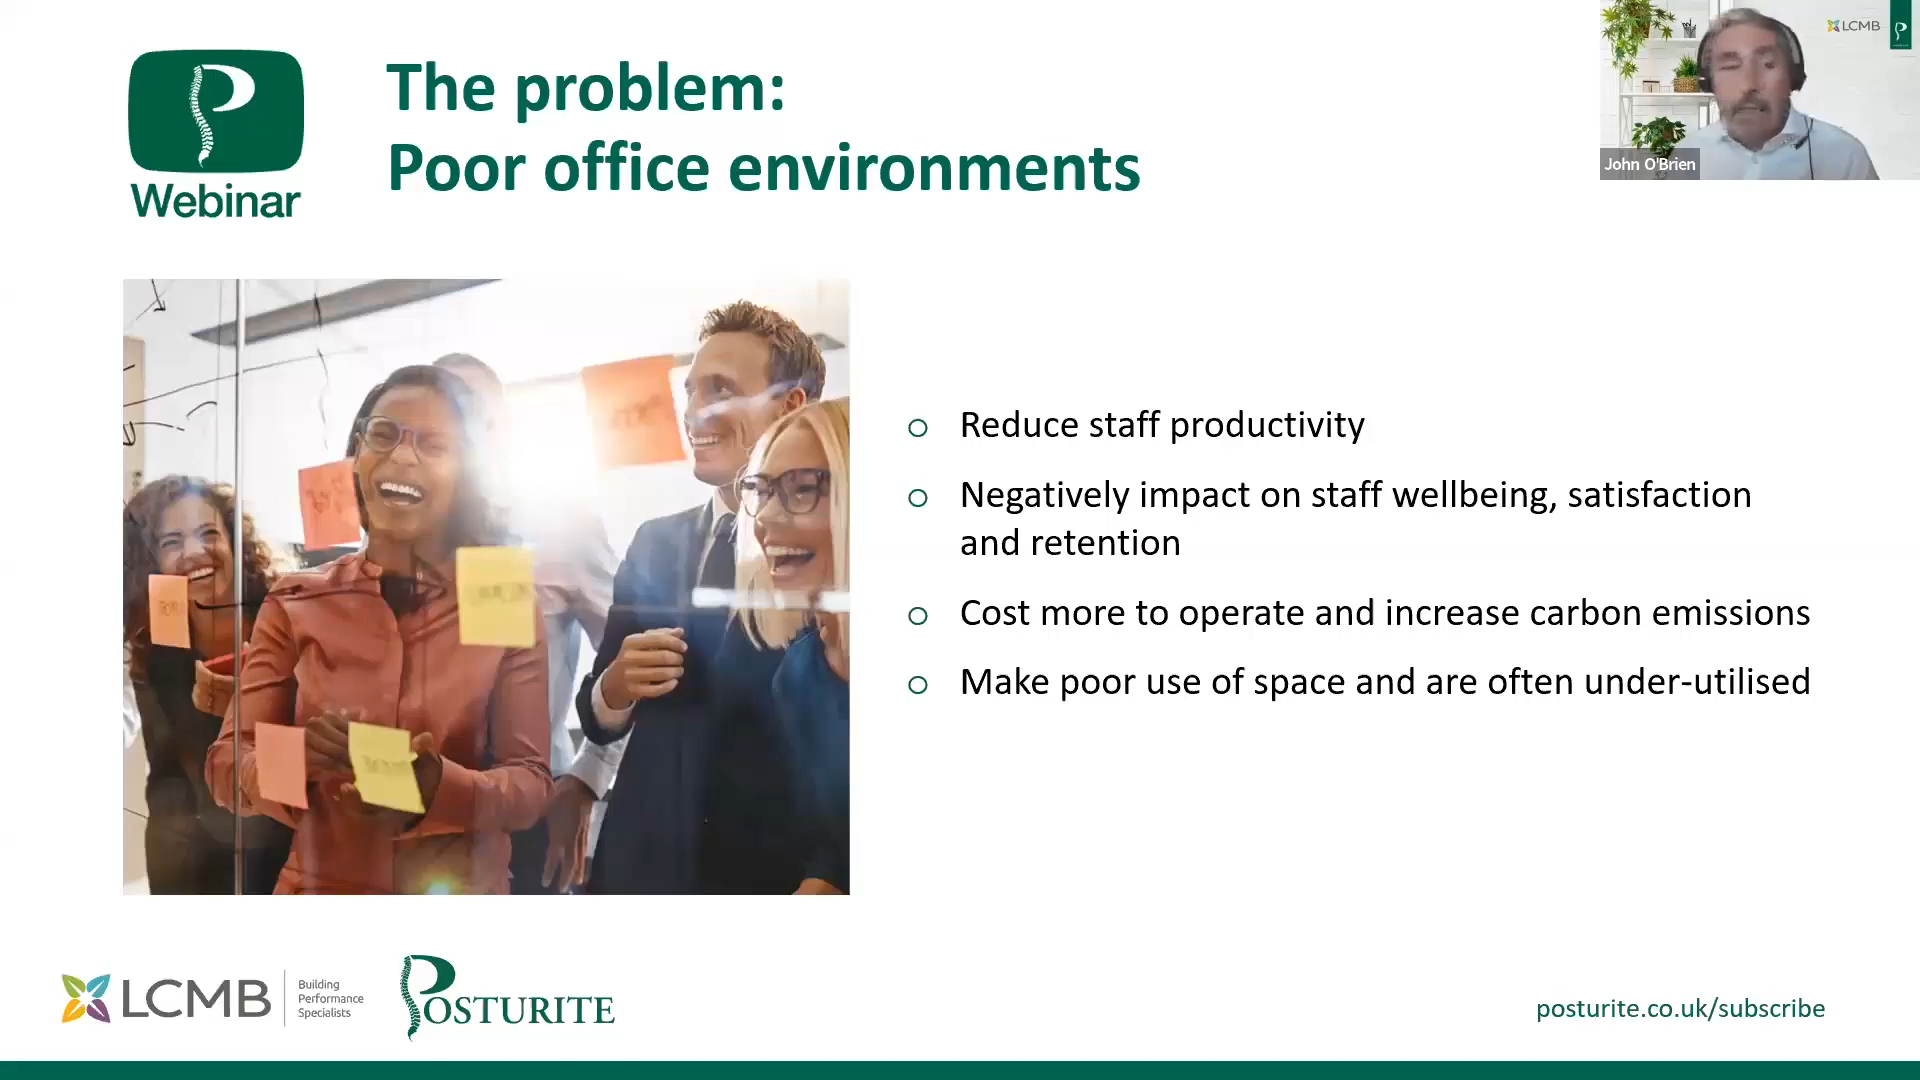 Webinar
The problem:
Poor office environments
LCMB
John O'Brien
Reduce staff productivity
Negatively impact on staff wellbeing, satisfaction
and retention
Cost more to operate and increase carbon emissions
Make poor use of space and are often under-utilised
LCMB
Building
Performance
Specialists
POSTURITE
posturite.co.uk/subscribe